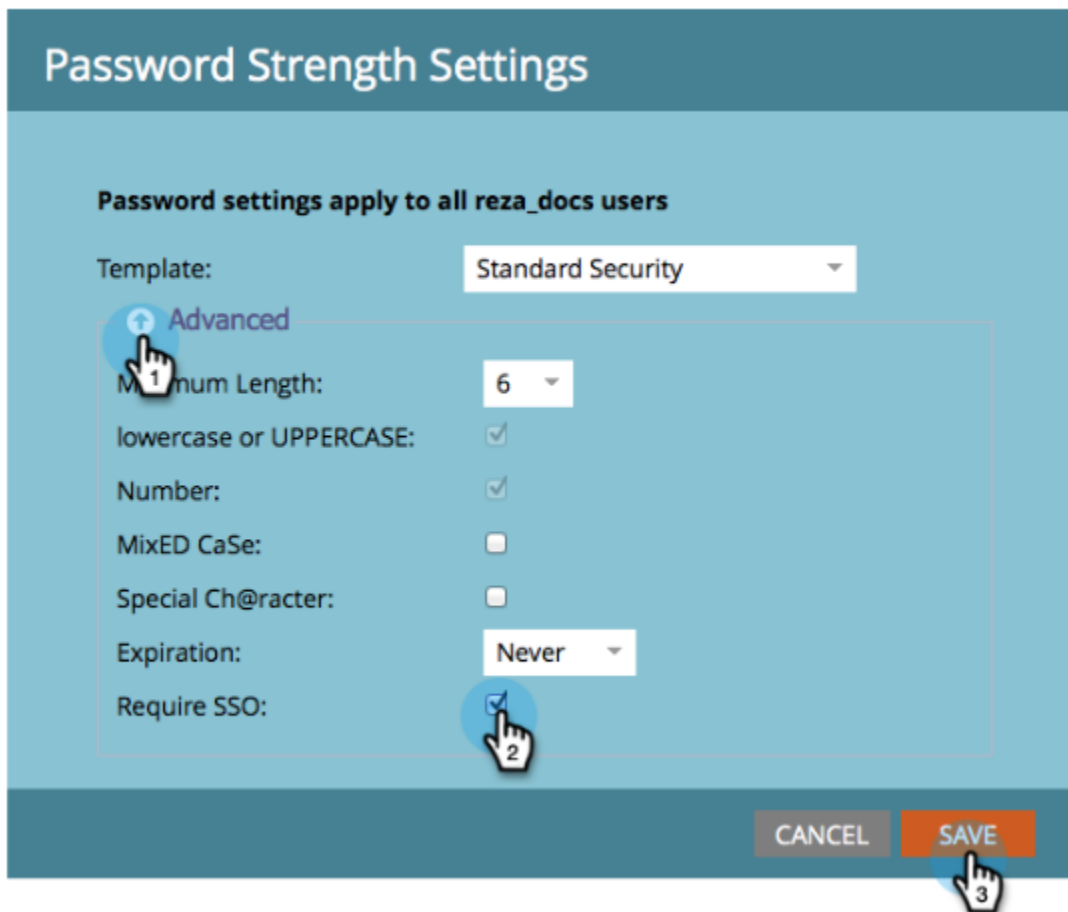 Password Strength Settings
Password settings apply to all reza_docs users
Template: Standard Security
Advanced
1
Minimum Length: 6
lowercase or UPPERCASE:
Number:
MixED CaSe:
Special Ch@racter:
Expiration: Never
Require SSO:
2
CANCEL SAVE
3